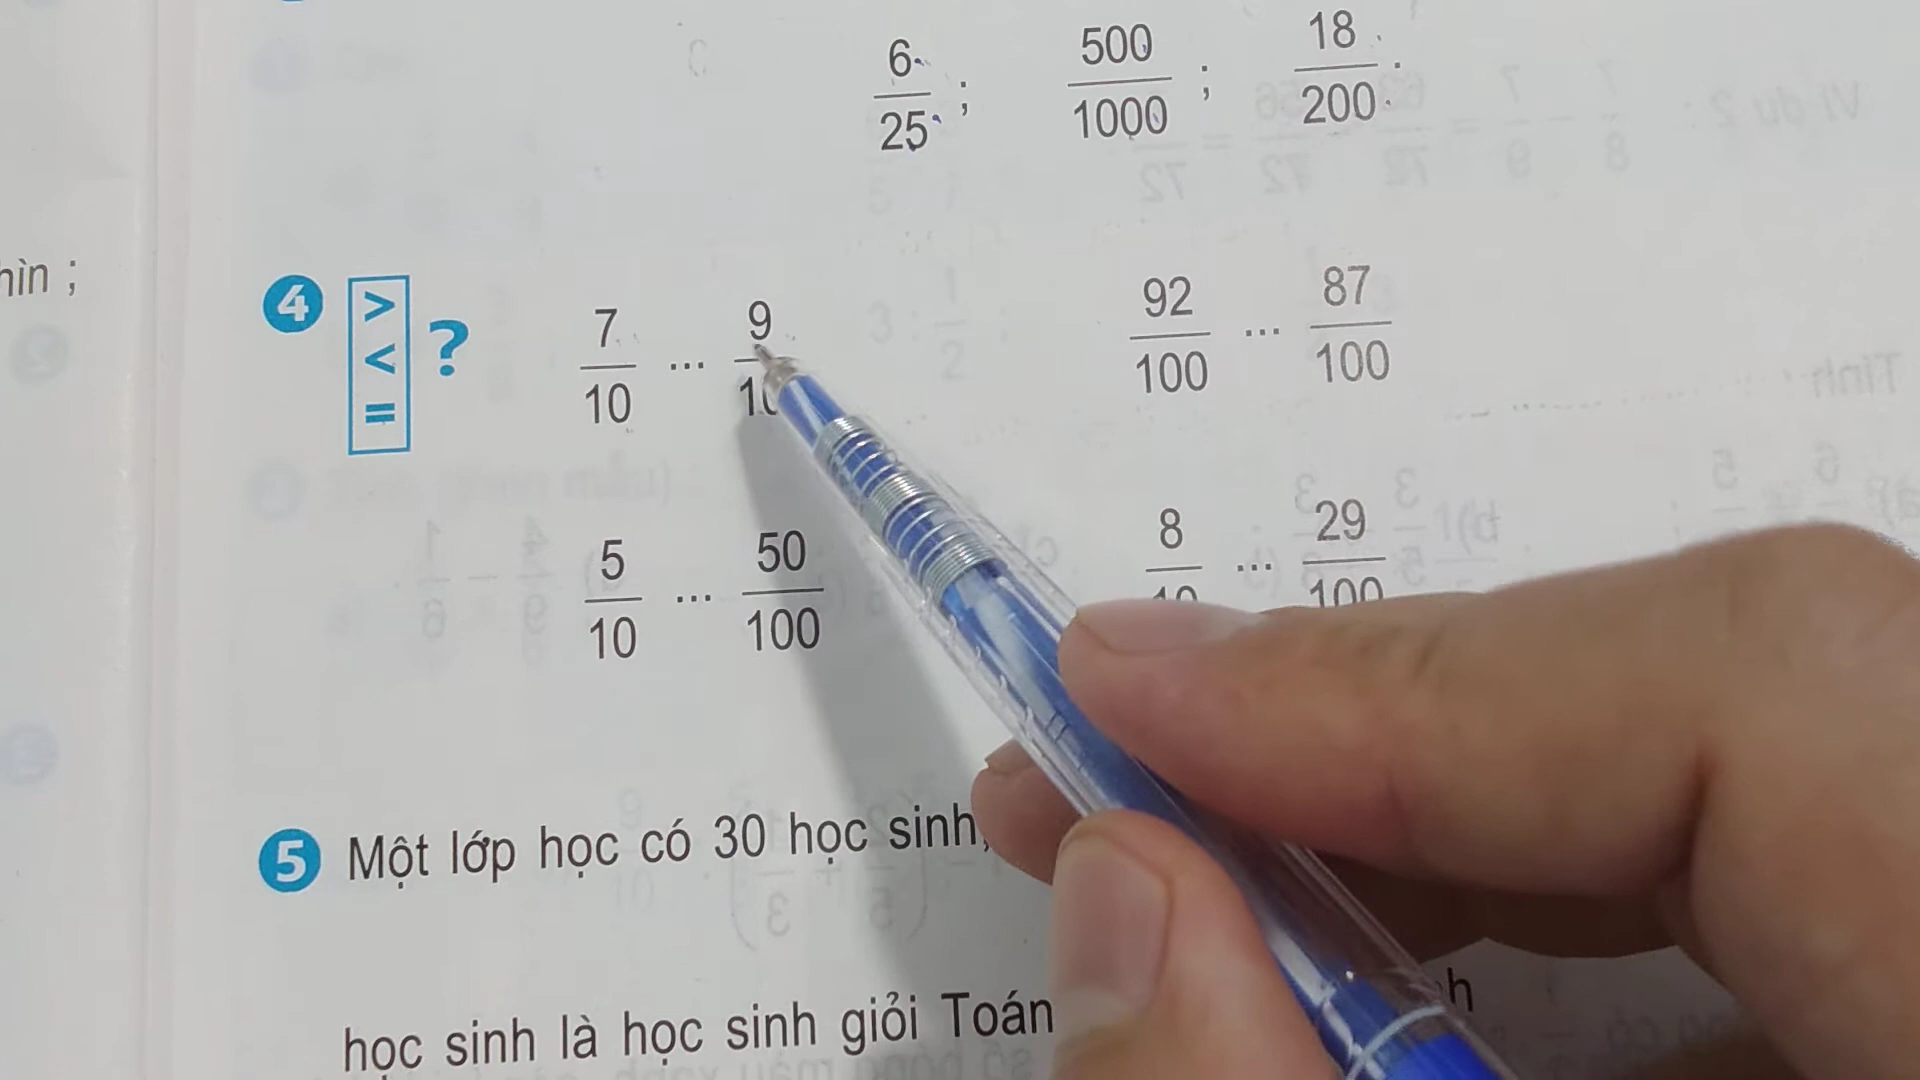 6/25 ; 500/1000 ; 18/200 .
hìn ;
4 > < = ? 7/10 ... 9/10 92/100 ... 87/100
5/10 ... 50/100 8/10 ... 29/100
5 Một lớp học có 30 học sinh,
học sinh là học sinh giỏi Toán